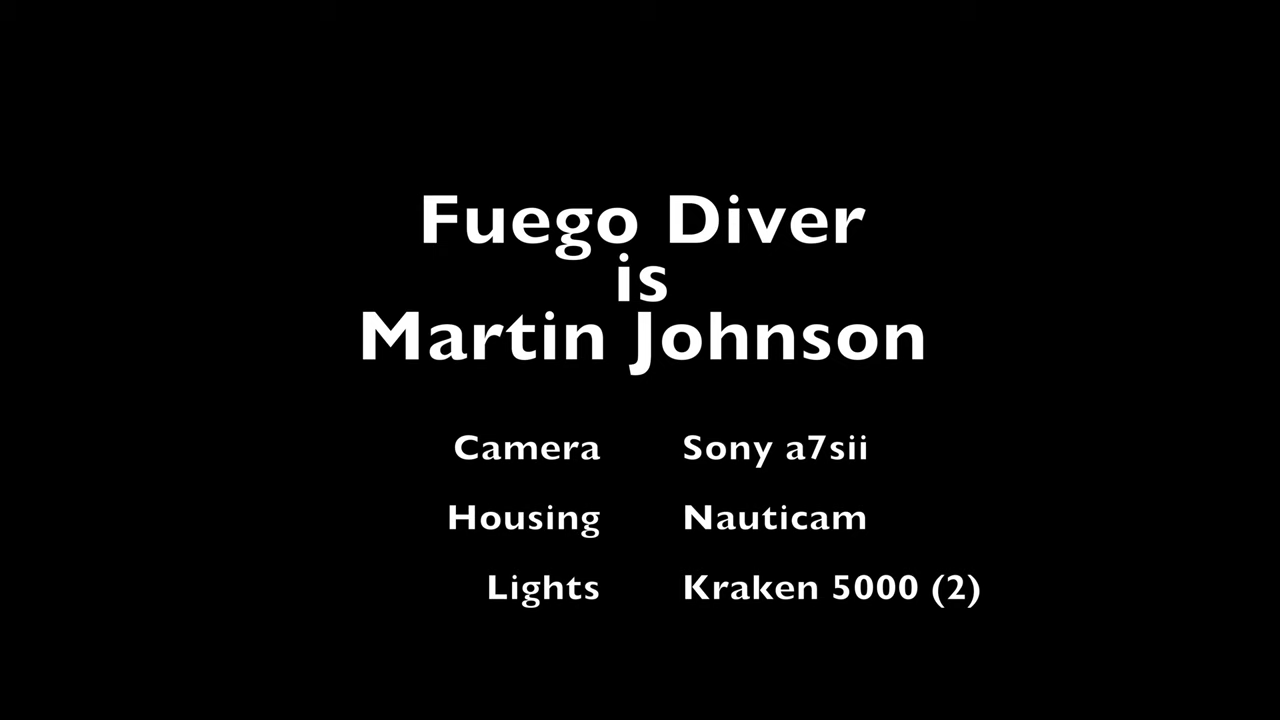 Fuego Diver
is
Martin Johnson
Camera Sony a7sii
Housing Nauticam
Lights Kraken 5000 (2)